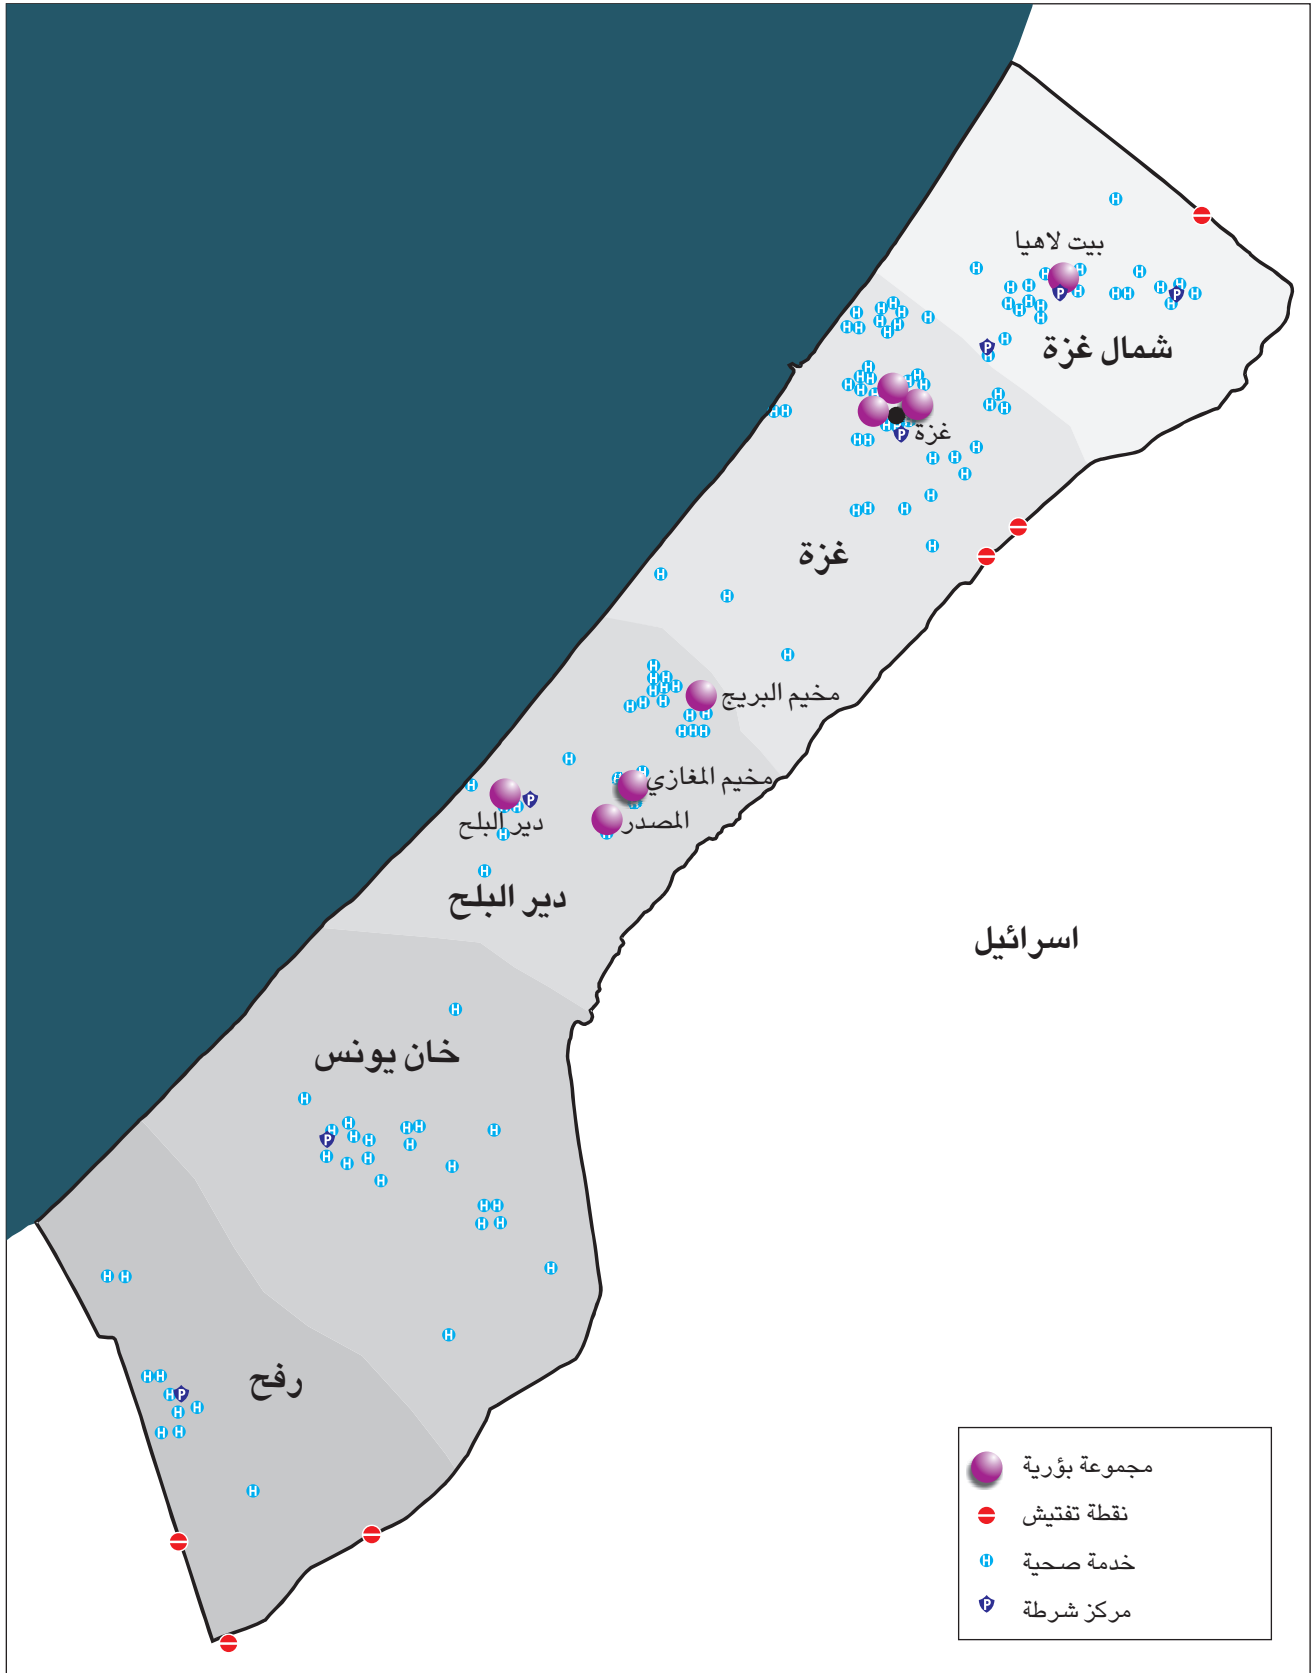 بيت لاهيا
شمال غزة
غزة
غزة
مخيم البريج
مخيم المغازي
المصدر
دير البلح
دير البلح
اسرائيل
خان يونس
رفح
مجموعة بؤرية
نقطة تفتيش
خدمة صحية
مركز شرطة